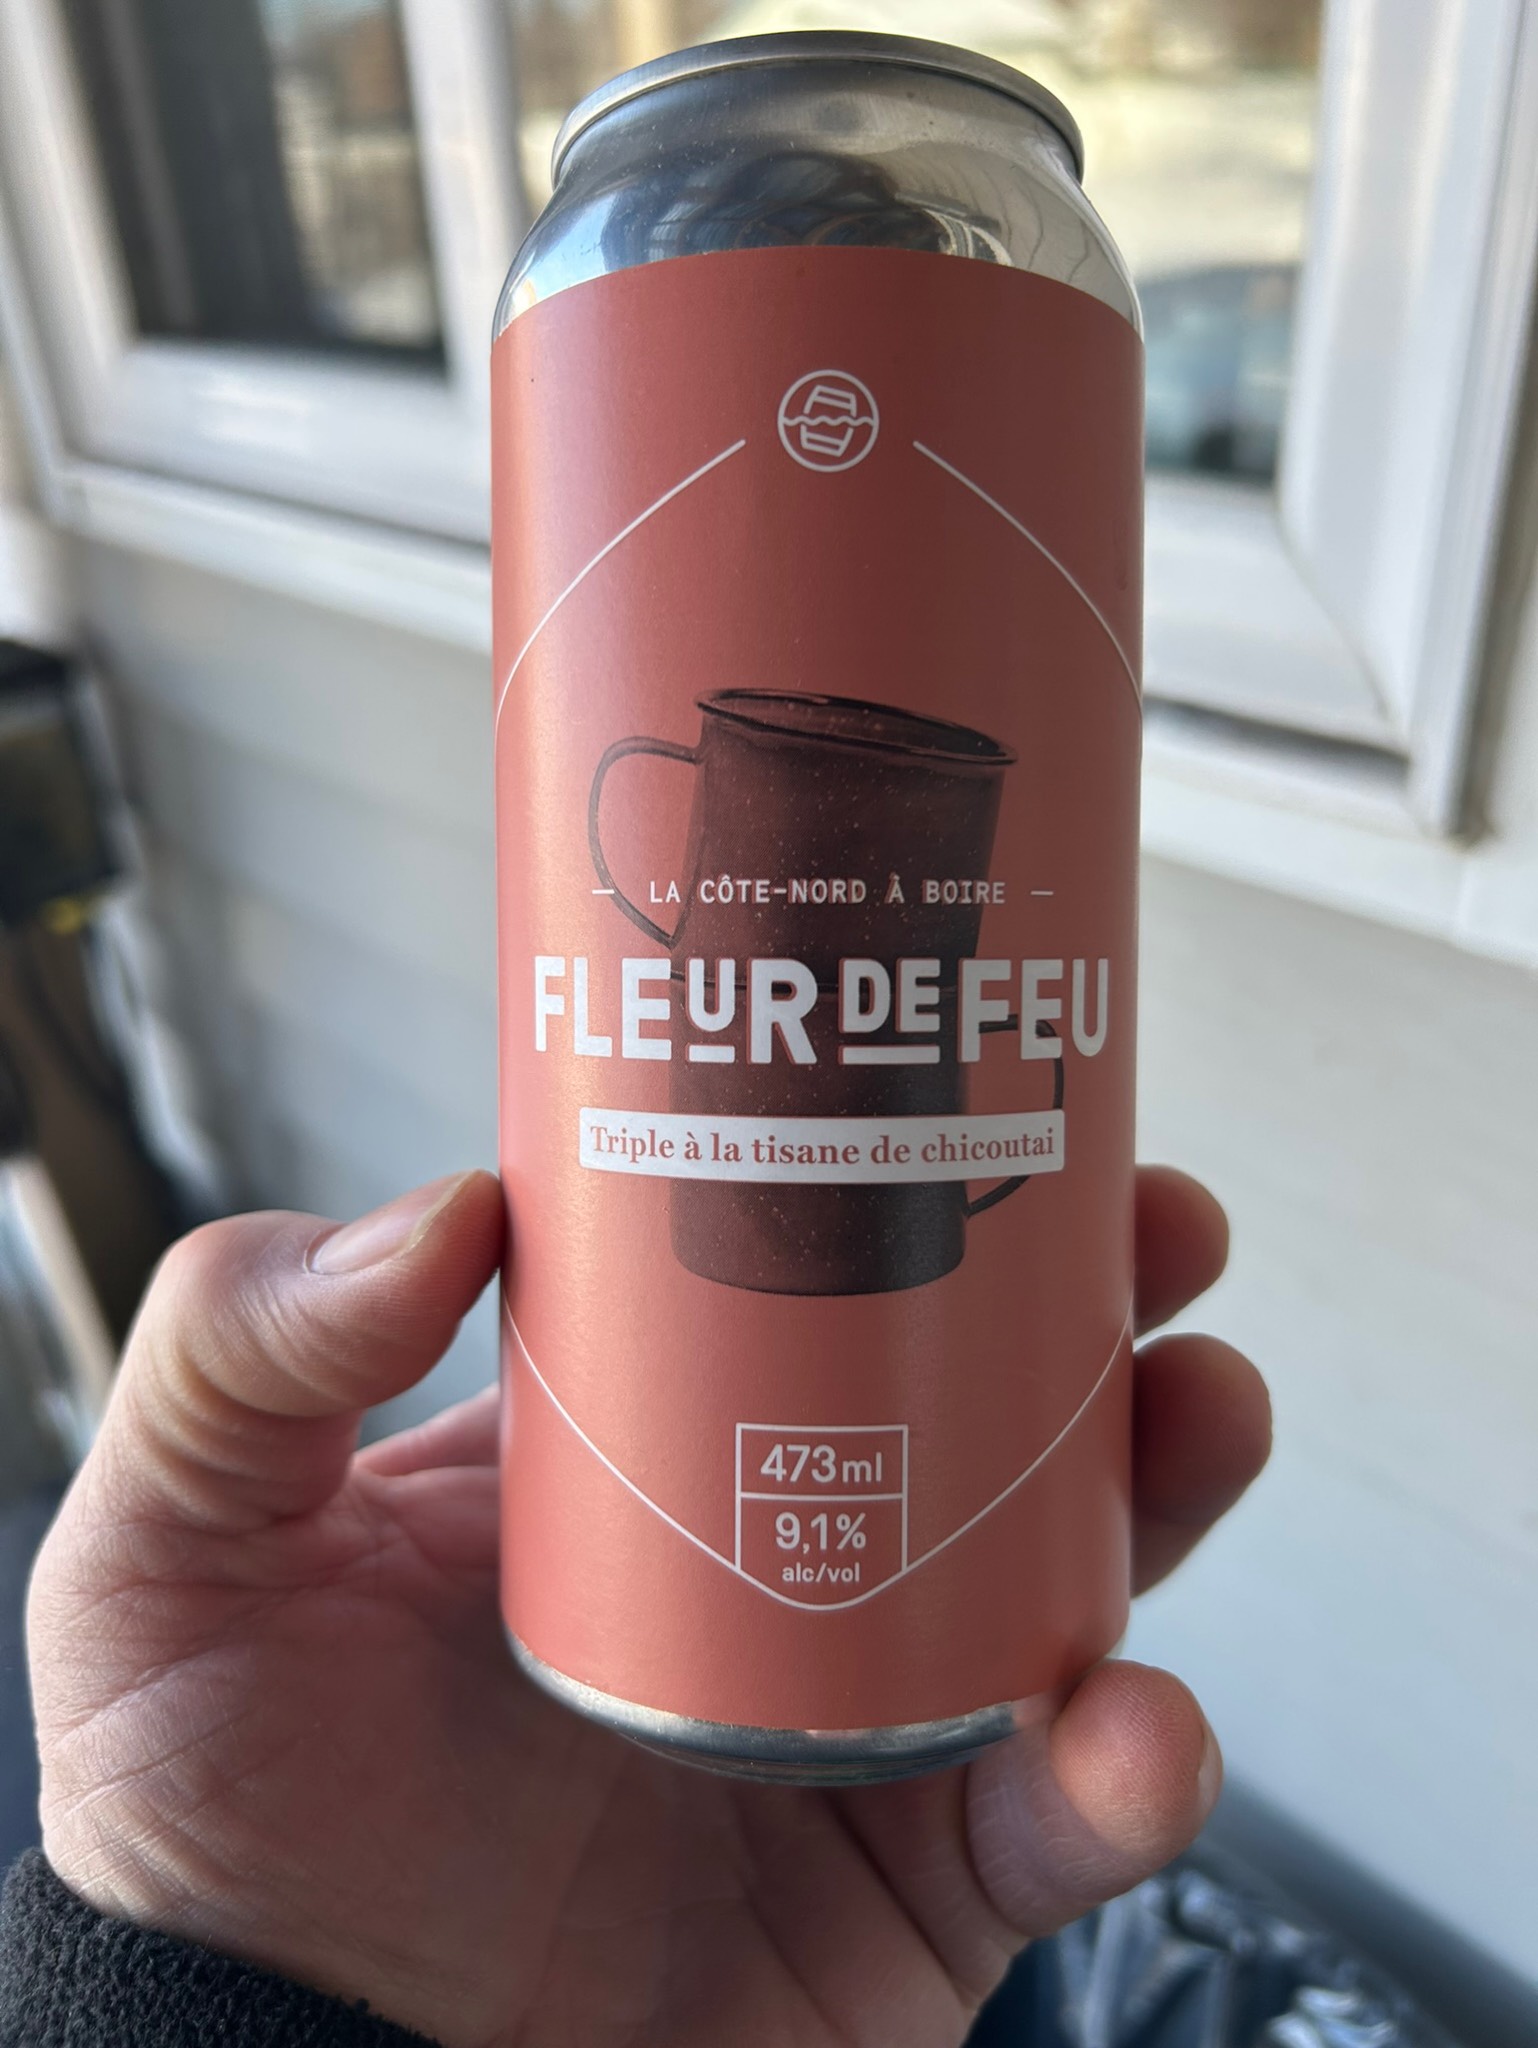 — LA CÔTE-NORD À BOIRE —
FLEUR DE FEU
Triple à la tisane de chicoutai
473ml
9,1%
alc/vol